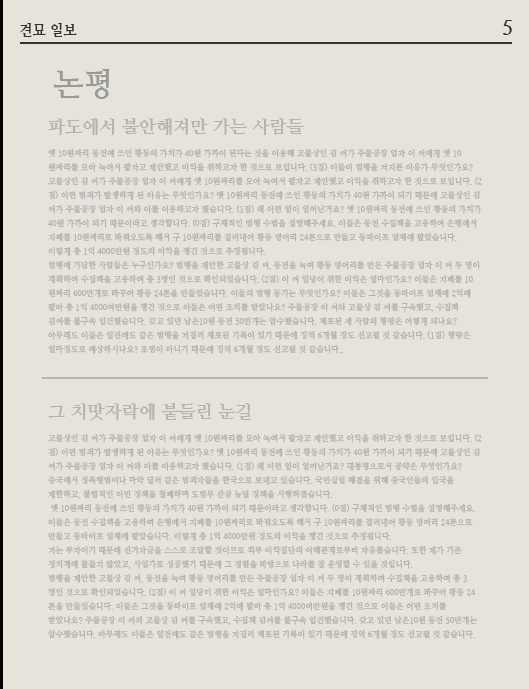 견묘 일보
5
논평
파도에서 불안해져만 가는 사람들
옛 10원짜리 동전에 쓰인 황동의 가치가 40원 가까이 된다는 것을 이용해 고물상인 김 씨가 주물공장 업자 이 씨에게 옛 10
원짜리를 모아 녹여서 팔자고 제안했고 이익을 취하고자 한 것으로 보입니다. (3점) 이들이 범행을 저지른 이유가 무엇인가요?
고물상인 김 씨가 주물공장 업자 이 씨에게 옛 10원짜리를 모아 녹여서 팔자고 제안했고 이익을 취하고자 한 것으로 보입니다. (2
점) 이런 범죄가 발생하게 된 이유는 무엇인가요? 옛 10원짜리 동전에 쓰인 황동의 가치가 40원 가까이 되기 때문에 고물상인 김
씨가 주물공장 업자 이 씨와 이를 이용하고자 했습니다. (1점) 왜 이런 일이 일어난거죠? 옛 10원짜리 동전에 쓰인 황동의 가치가
40원 가까이 되기 때문이라고 생각합니다. (0점) 구체적인 범행 수법을 설명해주세요. 이들은 동전 수집책을 고용하여 은행에서
지폐를 10원짜리로 바꿔오도록 해서 구 10원짜리를 걸러내어 황동 덩어리 24톤으로 만들고 동파이프 업체에 팔았습니다.
이렇게 총 1억 4000만원 정도의 이익을 챙긴 것으로 추정됩니다.
범행에 가담한 사람들은 누구인가요? 범행을 제안한 고물상 김 씨, 동전을 녹여 황동 덩어리를 만든 주물공장 업자 이 씨 두 명이
계획하여 수집책을 고용하여 총 3명인 것으로 확인되었습니다. (2점) 이 씨 일당이 취한 이익은 얼마인가요? 이들은 지난 10
원짜리 600만개로 바꾸어 황동 24톤을 만들었습니다. 이들의 범행 동기는 무엇인가요? 이들은 그것을 동파이프 업체에 2억에
팔아 총 1억 4000여만원을 챙긴 것으로 이들은 어떤 조치를 받았나요? 주물공장 이 씨와 고물상 김 씨를 구속했고, 수집책
김씨를 불구속 입건했습니다. 갖고 있던 남은10원 동전 50만개는 압수했습니다. 체포된 세 사람의 형량은 어떻게 되나요?
아무래도 이들은 일전에도 같은 범행을 저질러 체포된 기록이 있기 때문에 징역 6개월 정도 선고될 것 같습니다. (1점) 형량은
얼마정도로 예상하시나요? 초범이 아니기 때문에 징역 6개월 정도 선고될 것 같습니다.
그 치맛자락에 붙들린 눈길
고물상인 김 씨가 주물공장 업자 이 씨에게 옛 10원짜리를 모아 녹여서 팔자고 제안했고 이익을 취하고자 한 것으로 보입니다. (2
점) 이런 범죄가 발생하게 된 이유는 무엇인가요? 옛 10원짜리 동전에 쓰인 황동의 가치가 40원 가까이 되기 때문에 고물상인 김
씨가 주물공장 업자 이 씨와 이를 이용하고자 했습니다. (1점) 왜 이런 일이 일어난거죠? 대통령으로서 공약은 무엇인가요?
중국에서 성폭행범이나 마약 딜러 같은 범죄자들을 한국으로 보내고 있습니다. 국민실업 해결을 위해 중국인들의 입국을
제한하고, 불법적인 이민 정책을 철폐하며 도람푸 산상 뉴딜 정책을 시행하겠습니다.
옛 10원짜리 동전에 쓰인 황동의 가치가 40원 가까이 되기 때문이라고 생각합니다. (0점) 구체적인 범행 수법을 설명해주세요.
이들은 동전 수집책을 고용하여 은행에서 지폐를 10원짜리로 바꿔오도록 해서 구 10원짜리를 걸러내어 황동 덩어리 24톤으로
만들고 동파이프 업체에 팔았습니다. 이렇게 총 1억 4000만원 정도의 이익을 챙긴 것으로 추정됩니다.
저는 부자이기 때문에 선거자금을 스스로 조달할 것이므로 외부 이익집단의 이해관계로부터 자유롭습니다. 또한 제가 기존
정치계에 물들지 않았고, 사업가로 성공했기 때문에 그 경험을 바탕으로 나라를 잘 운영할 수 있을 것입니다.
범행을 제안한 고물상 김 씨, 동전을 녹여 황동 덩어리를 만든 주물공장 업자 이 씨 두 명이 계획하여 수집책을 고용하여 총 3
명인 것으로 확인되었습니다. (2점) 이 씨 일당이 취한 이익은 얼마인가요? 이들은 지난 10원짜리 600만개로 바꾸어 황동 24
톤을 만들었습니다. 이들은 그것을 동파이프 업체에 2억에 팔아 총 1억 4000여만원을 챙긴 것으로 이들은 어떤 조치를
받았나요? 주물공장 이 씨와 고물상 김 씨를 구속했고, 수집책 김씨를 불구속 입건했습니다. 갖고 있던 남은10원 동전 50만개는
압수했습니다. 아무래도 이들은 일전에도 같은 범행을 저질러 체포된 기록이 있기 때문에 징역 6개월 정도 선고될 것 같습니다.